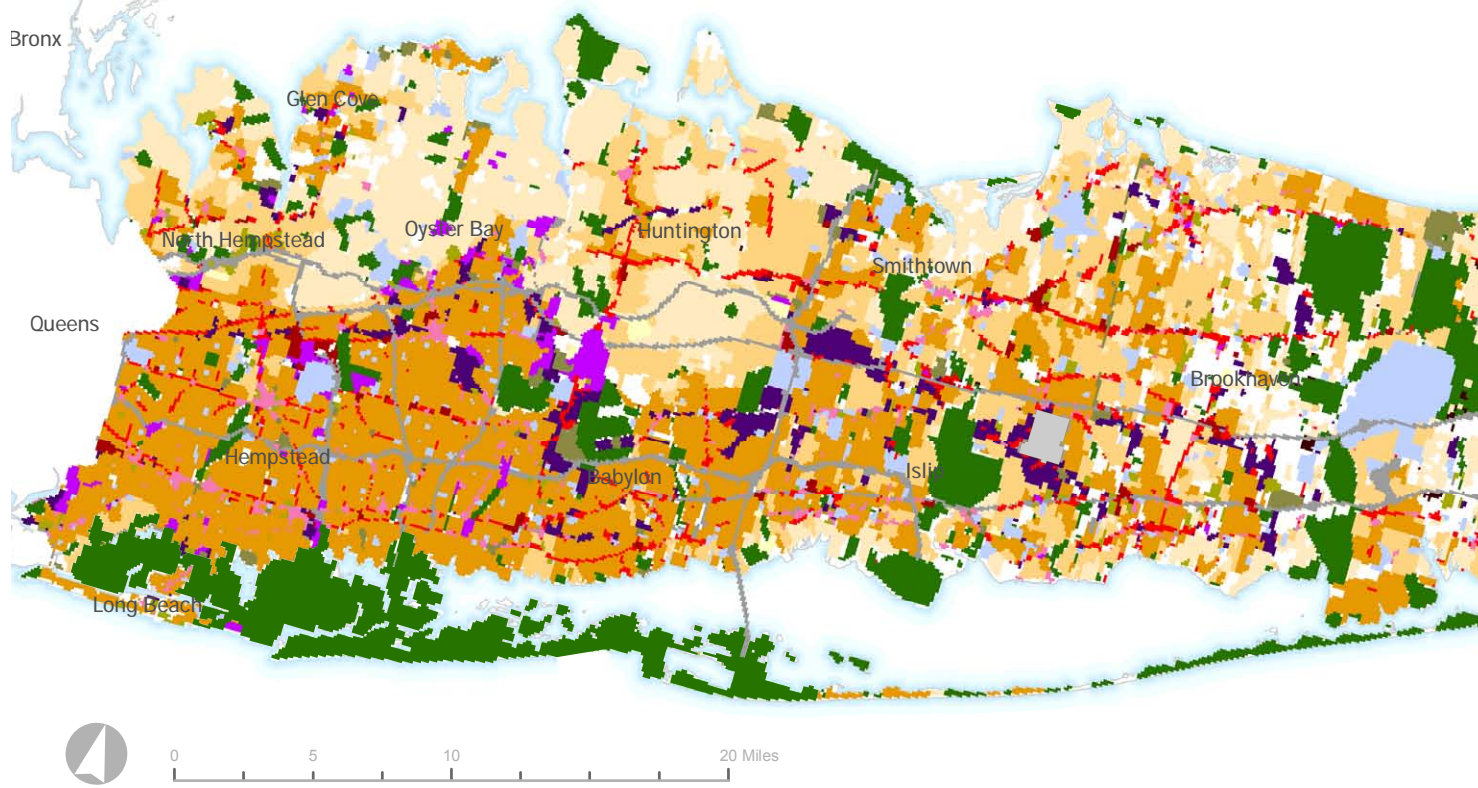 Bronx
Glen Cove
North Hempstead
Oyster Bay
Huntington
Smithtown
Queens
Brookhaven
Hempstead
Babylon
Islip
Long Beach
0 5 10 20 Miles